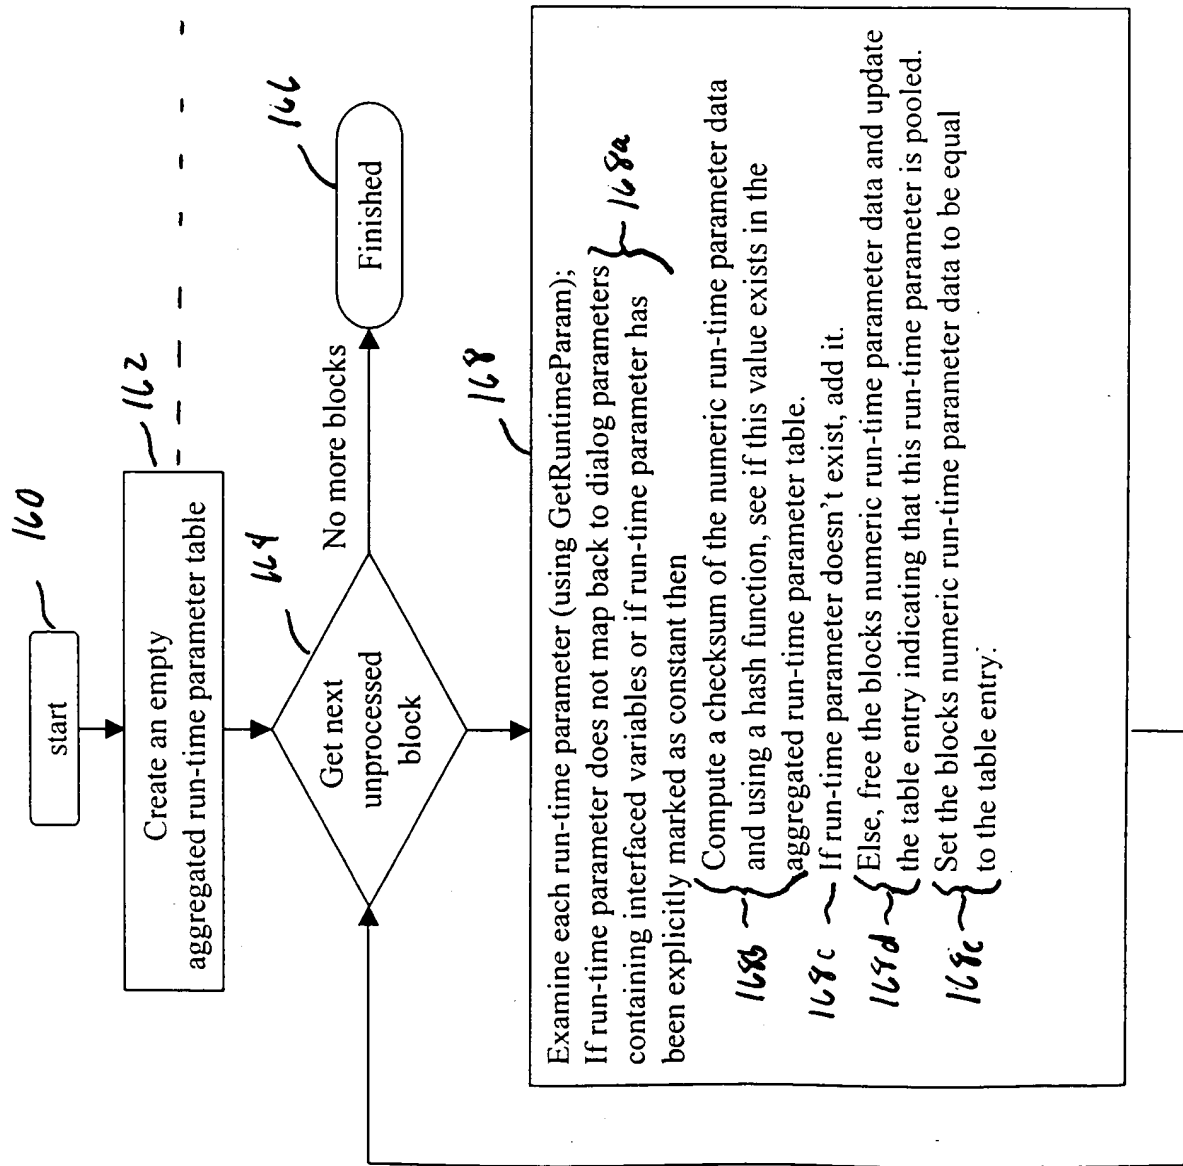 start
160
Create an empty
aggregated run-time parameter table
162
Get next
unprocessed
block
164
No more blocks
Finished
166
168
Examine each run-time parameter (using GetRuntimeParam);
If run-time parameter does not map back to dialog parameters
containing interfaced variables or if run-time parameter has
been explicitly marked as constant then
168a
Compute a checksum of the numeric run-time parameter data
and using a hash function, see if this value exists in the
aggregated run-time parameter table.
168b
If run-time parameter doesn't exist, add it.
168c
Else, free the blocks numeric run-time parameter data and update
the table entry indicating that this run-time parameter is pooled.
168d
Set the blocks numeric run-time parameter data to be equal
to the table entry.
168e